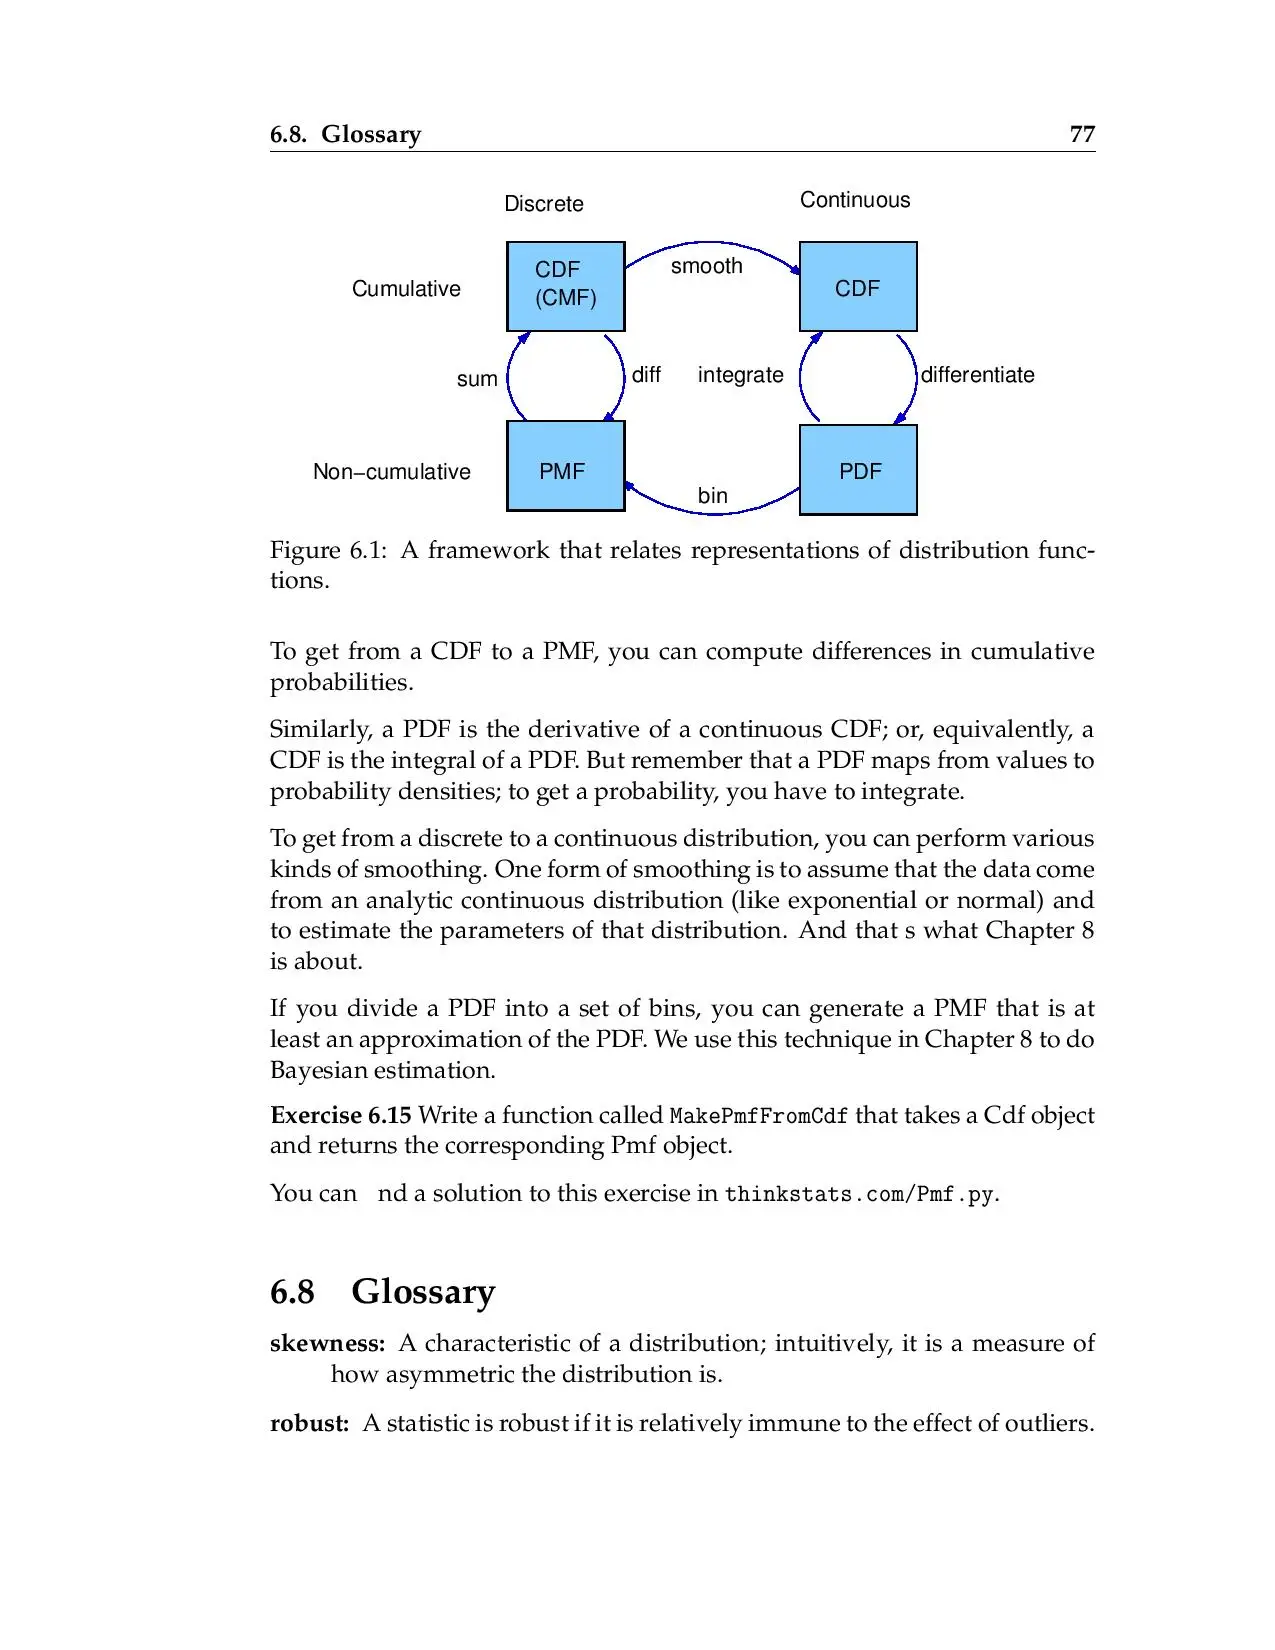 6.8. Glossary 77
Discrete Continuous
CDF
(CMF)
smooth
Cumulative
CDF
sum
diff
integrate
differentiate
Non−cumulative
PMF
bin
PDF
Figure 6.1: A framework that relates representations of distribution func-
tions.
To get from a CDF to a PMF, you can compute differences in cumulative
probabilities.
Similarly, a PDF is the derivative of a continuous CDF; or, equivalently, a
CDF is the integral of a PDF. But remember that a PDF maps from values to
probability densities; to get a probability, you have to integrate.
To get from a discrete to a continuous distribution, you can perform various
kinds of smoothing. One form of smoothing is to assume that the data come
from an analytic continuous distribution (like exponential or normal) and
to estimate the parameters of that distribution. And that s what Chapter 8
is about.
If you divide a PDF into a set of bins, you can generate a PMF that is at
least an approximation of the PDF. We use this technique in Chapter 8 to do
Bayesian estimation.
Exercise 6.15 Write a function called MakePmfFromCdf that takes a Cdf object
and returns the corresponding Pmf object.
You can nd a solution to this exercise in thinkstats.com/Pmf.py.
6.8 Glossary
skewness: A characteristic of a distribution; intuitively, it is a measure of
how asymmetric the distribution is.
robust: A statistic is robust if it is relatively immune to the effect of outliers.